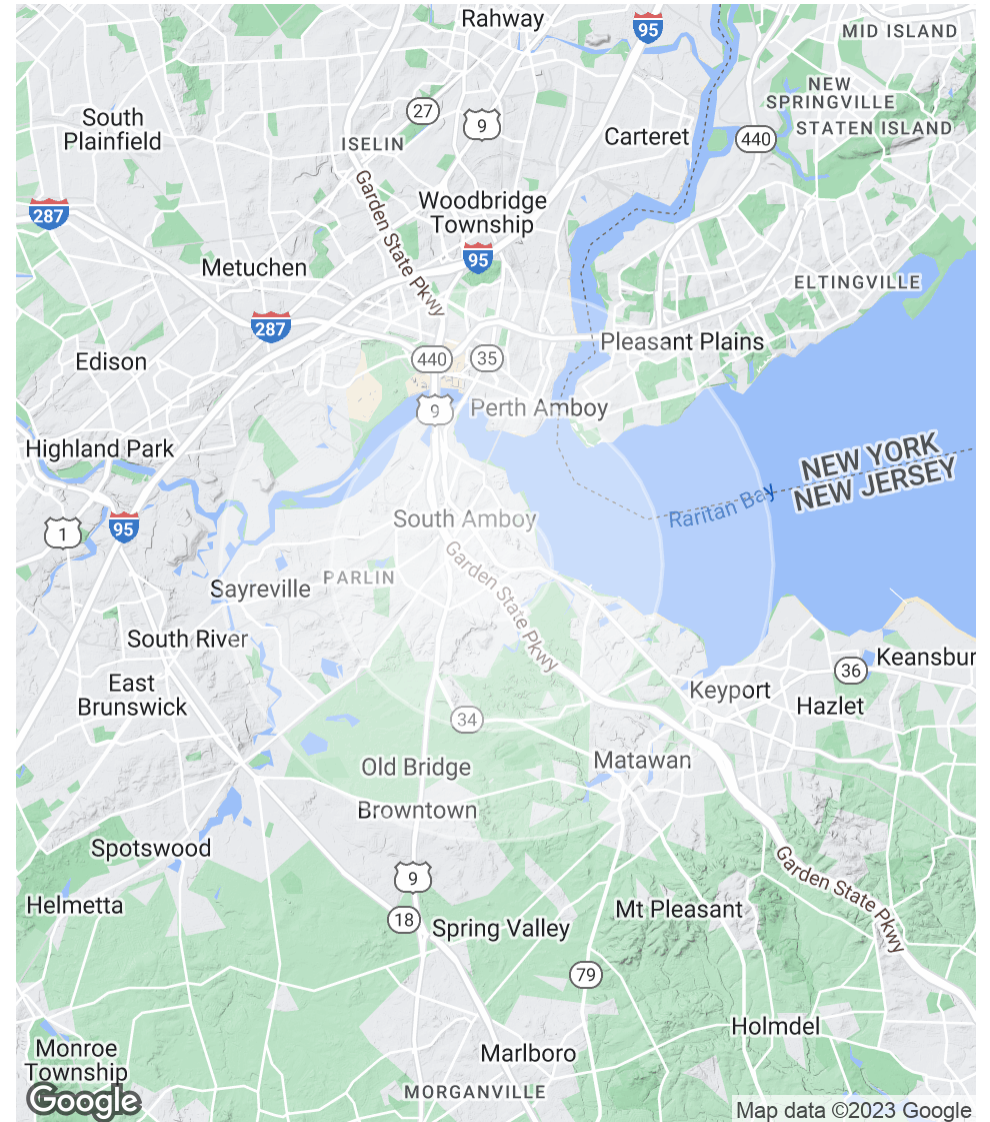 Rahway
95
MID ISLAND
NEW
SPRINGVILLE
South
Plainfield
27
9
ISELIN
Carteret
440
STATEN ISLAND
Garden State Pkwy
Woodbridge
Township
287
95
Metuchen
ELTINGVILLE
287
Pleasant Plains
Edison
440
35
9
Perth Amboy
Highland Park
NEW YORK
NEW JERSEY
Raritan Bay
1
95
South Amboy
Garden State Pkwy
PARLIN
Sayreville
South River
Keansbur
36
East
Brunswick
Keyport
Hazlet
34
Old Bridge
Matawan
Browntown
Spotswood
Garden State Pkwy
9
Helmetta
18
Mt Pleasant
Spring Valley
79
Holmdel
Monroe
Township
Marlboro
MORGANVILLE
Google
Map data ©2023 Google